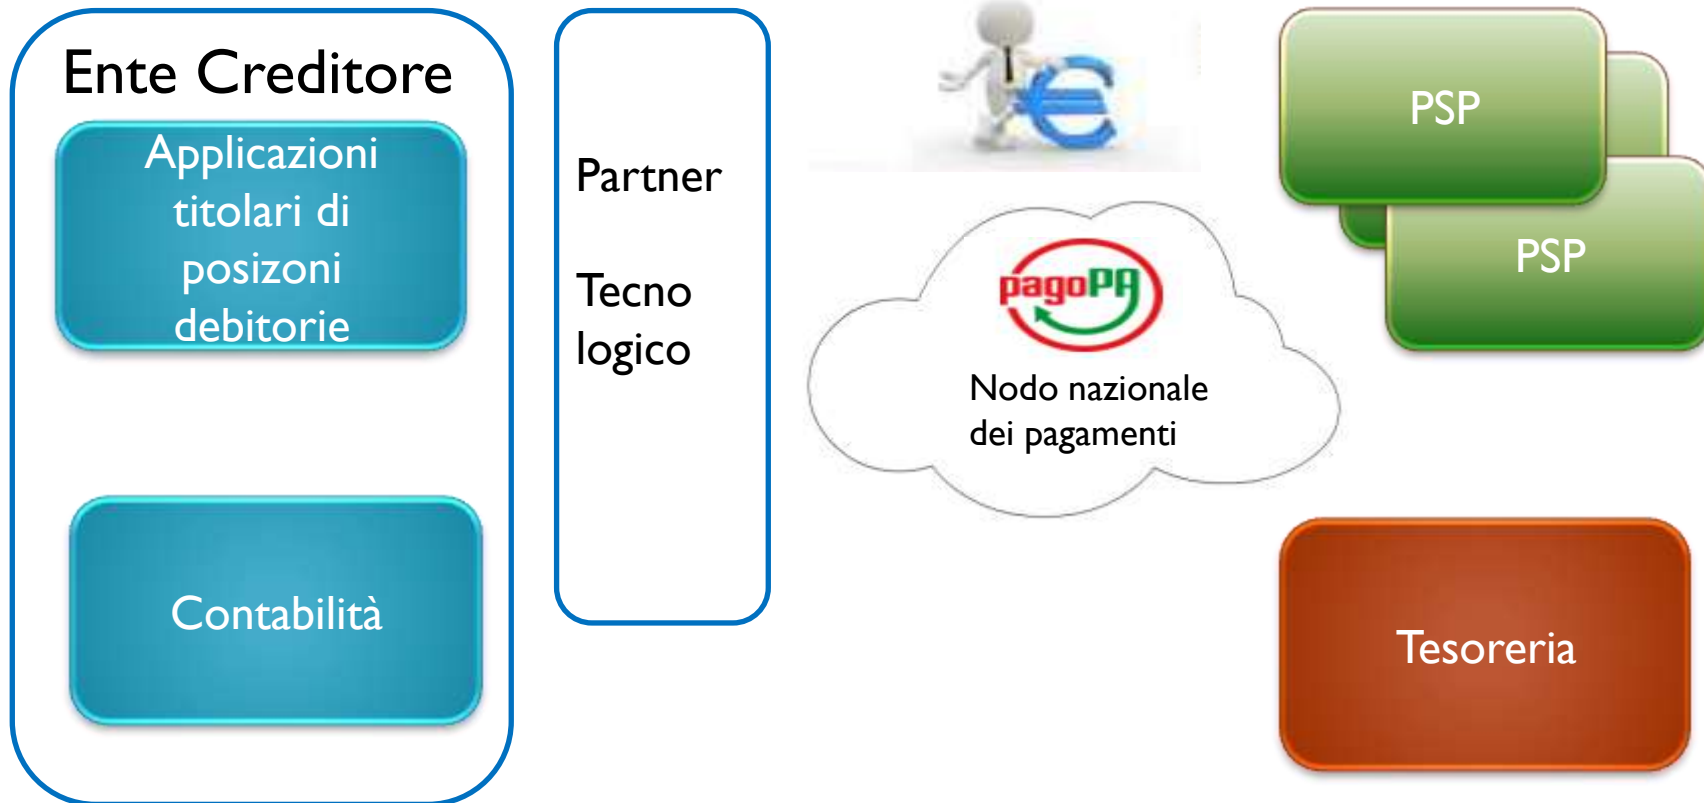 Ente Creditore
Applicazioni
titolari di
posizoni
debitorie
Contabilità
Partner
Tecno
logico
pagoPA
Nodo nazionale
dei pagamenti
PSP
PSP
Tesoreria